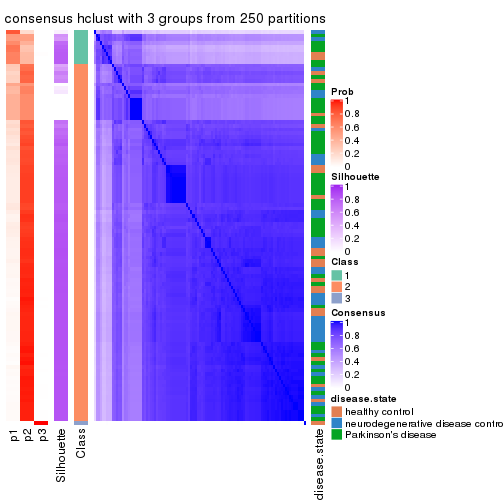 consensus hclust with 3 groups from 250 partitions
Prob
1
0.8
0.6
0.4
0.2
0
Silhouette
1
0.8
0.6
0.4
0.2
0
Class
1
2
3
Consensus
1
0.8
0.6
0.4
0.2
0
disease.state
healthy control
neurodegenerative disease contro
Parkinson's disease
p1
p2
p3
Silhouette
Class
disease.state